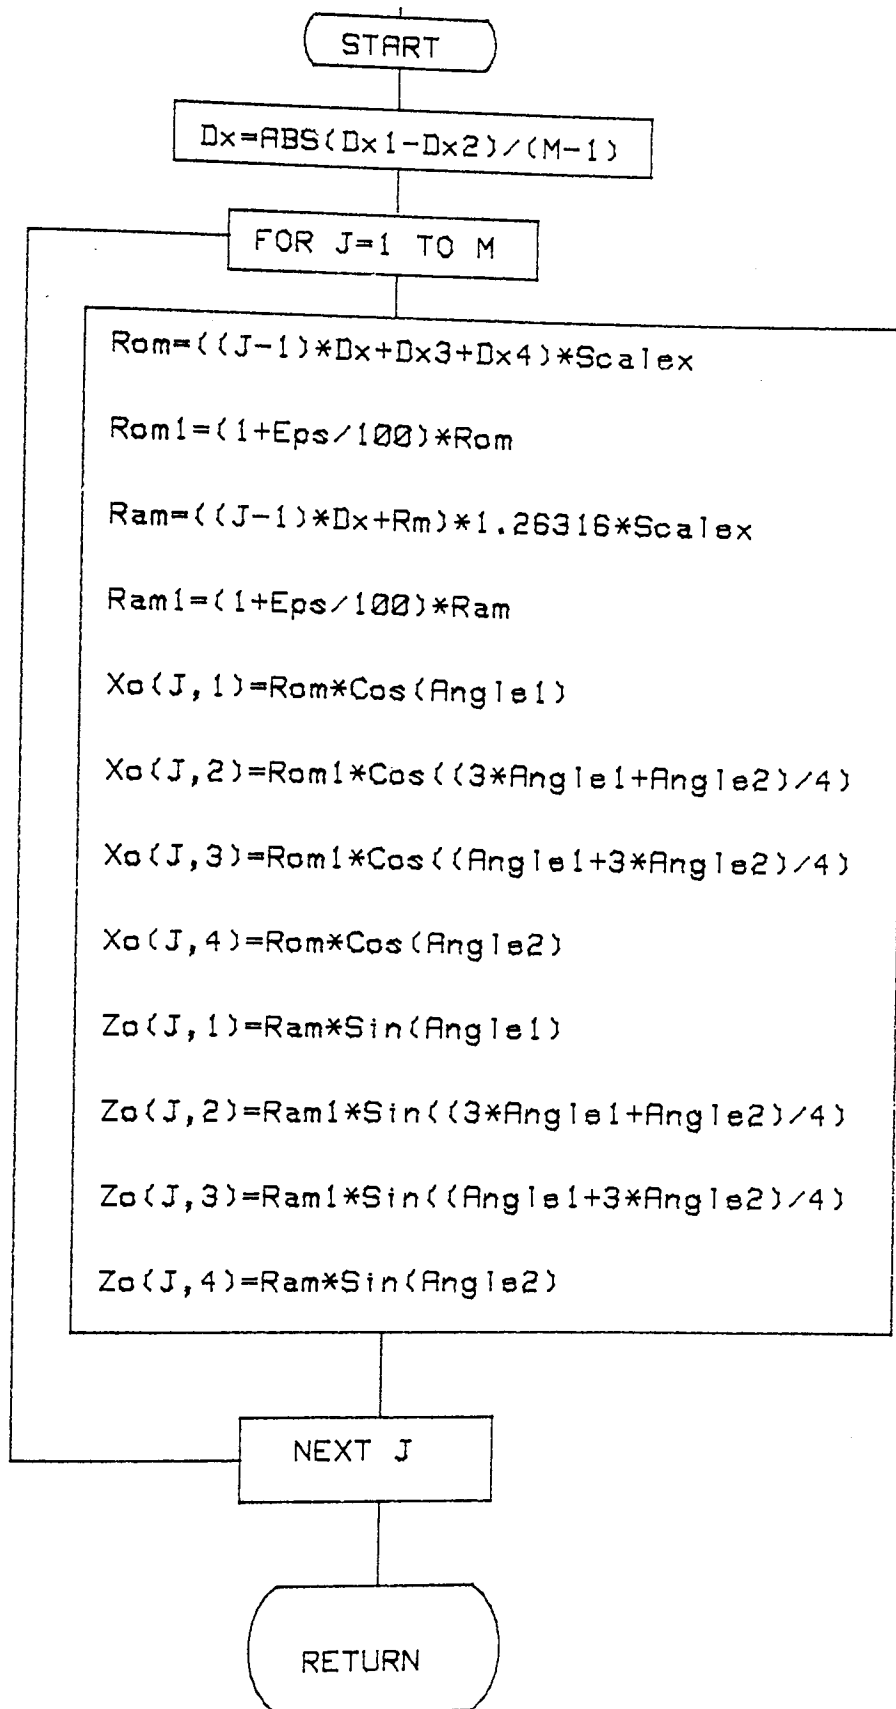 START
Dx=ABS(Dx1-Dx2)/(M-1)
FOR J=1 TO M
Rom=((J-1)*Dx+Dx3+Dx4)*Scalex
Rom1=(1+Eps/100)*Rom
Ram=((J-1)*Dx+Rm)*1.26316*Scalex
Ram1=(1+Eps/100)*Ram
Xo(J,1)=Rom*Cos(Angle1)
Xo(J,2)=Rom1*Cos((3*Angle1+Angle2)/4)
Xo(J,3)=Rom1*Cos((Angle1+3*Angle2)/4)
Xo(J,4)=Rom*Cos(Angle2)
Zo(J,1)=Ram*Sin(Angle1)
Zo(J,2)=Ram1*Sin((3*Angle1+Angle2)/4)
Zo(J,3)=Ram1*Sin((Angle1+3*Angle2)/4)
Zo(J,4)=Ram*Sin(Angle2)
NEXT J
RETURN